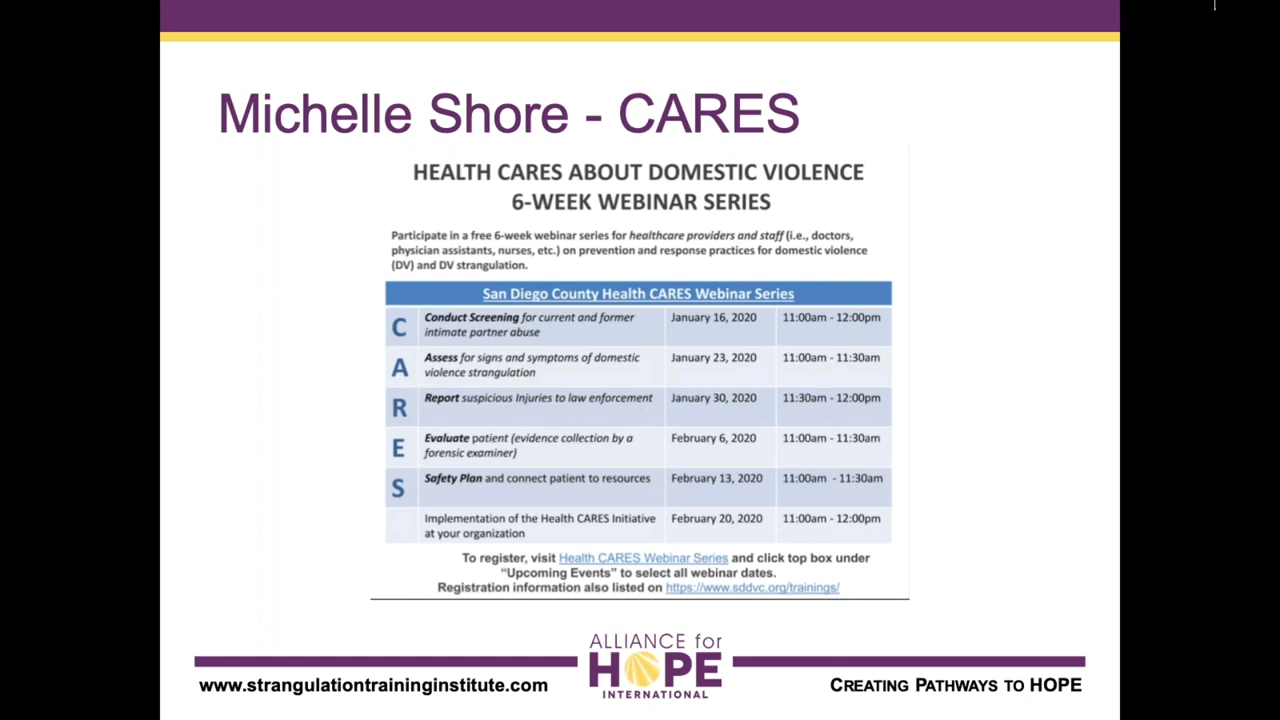 Michelle Shore - CARES
HEALTH CARES ABOUT DOMESTIC VIOLENCE
6-WEEK WEBINAR SERIES
Participate in a free 6-week webinar series for healthcare providers and staff (i.e., doctors,
physician assistants, nurses, etc.) on prevention and response practices for domestic violence
(DV) and DV strangulation.
San Diego County Health CARES Webinar Series
C Conduct Screening for current and former intimate partner abuse January 16, 2020 11:00am - 12:00pm
A Assess for signs and symptoms of domestic violence strangulation January 23, 2020 11:00am - 11:30am
R Report suspicious Injuries to law enforcement January 30, 2020 11:30am - 12:00pm
E Evaluate patient (evidence collection by a forensic examiner) February 6, 2020 11:00am - 11:30am
S Safety Plan and connect patient to resources February 13, 2020 11:00am - 11:30am
Implementation of the Health CARES Initiative at your organization February 20, 2020 11:00am - 12:00pm
To register, visit Health CARES Webinar Series and click top box under
“Upcoming Events” to select all webinar dates.
Registration information also listed on https://www.sddvc.org/trainings/
ALLIANCE for
HOPE
INTERNATIONAL
www.strangulationtraininginstitute.com
CREATING PATHWAYS TO HOPE